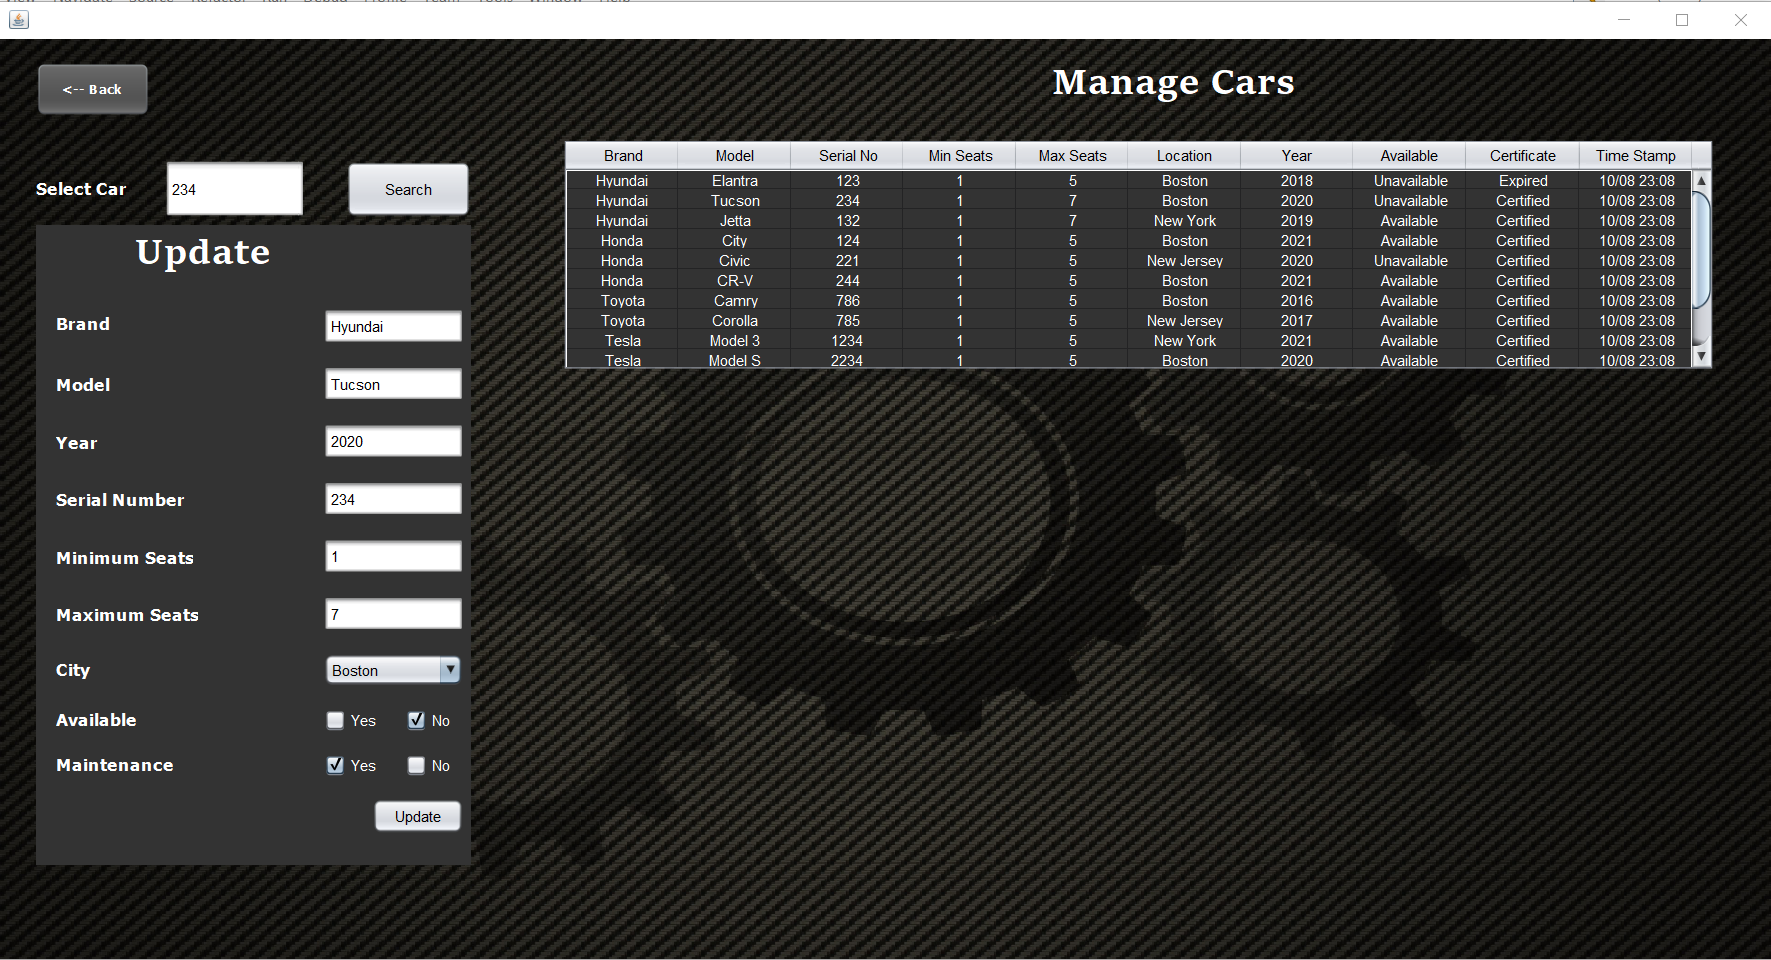 <-- Back
Manage Cars
Select Car 234 Search
Update
Brand Hyundai
Model Tucson
Year 2020
Serial Number 234
Minimum Seats 1
Maximum Seats 7
City Boston
Available Yes No
Maintenance Yes No
Update
Brand Model Serial No Min Seats Max Seats Location Year Available Certificate Time Stamp
Hyundai Elantra 123 1 5 Boston 2018 Unavailable Expired 10/08 23:08
Hyundai Tucson 234 1 7 Boston 2020 Unavailable Certified 10/08 23:08
Hyundai Jetta 132 1 7 New York 2019 Available Certified 10/08 23:08
Honda City 124 1 5 Boston 2021 Available Certified 10/08 23:08
Honda Civic 221 1 5 New Jersey 2020 Unavailable Certified 10/08 23:08
Honda CR-V 244 1 5 Boston 2021 Available Certified 10/08 23:08
Toyota Camry 786 1 5 Boston 2016 Available Certified 10/08 23:08
Toyota Corolla 785 1 5 New Jersey 2017 Available Certified 10/08 23:08
Tesla Model 3 1234 1 5 New York 2021 Available Certified 10/08 23:08
Tesla Model S 2234 1 5 Boston 2020 Available Certified 10/08 23:08